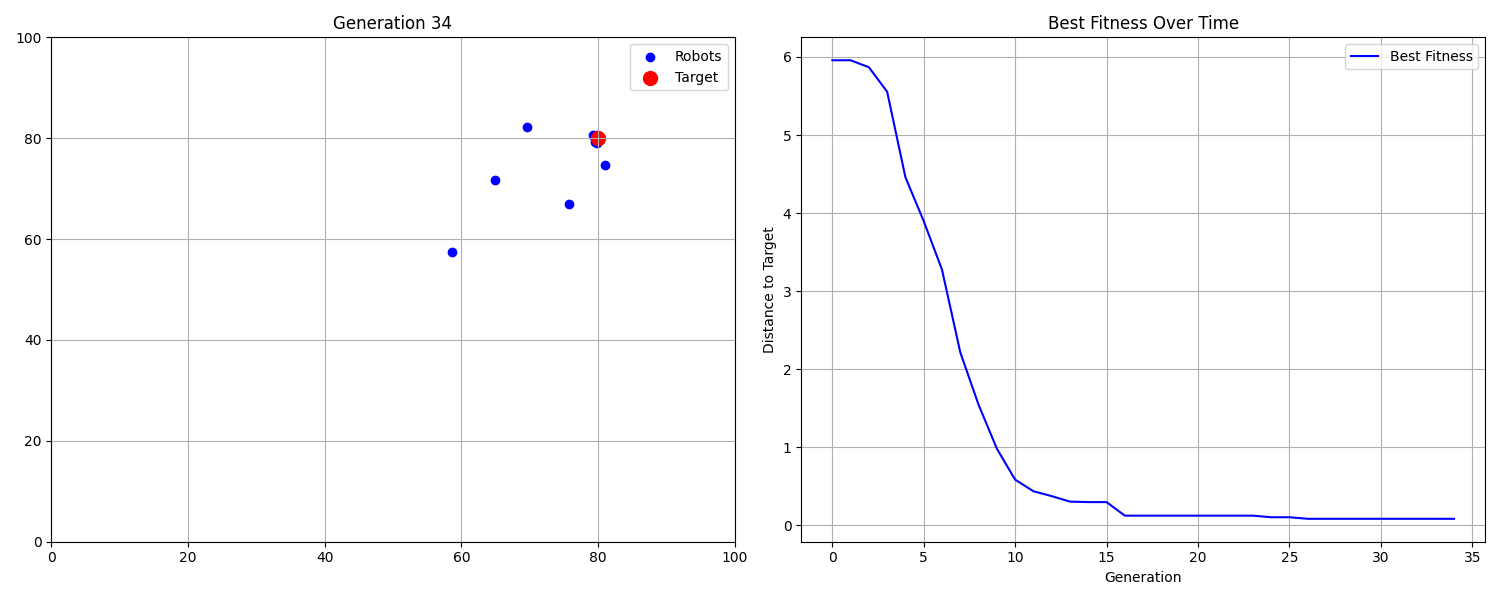 Generation 34
100
80
60
40
20
0
0 20 40 60 80 100
Robots
Target
Best Fitness Over Time
Distance to Target
6
5
4
3
2
1
0
0 5 10 15 20 25 30 35
Generation
Best Fitness